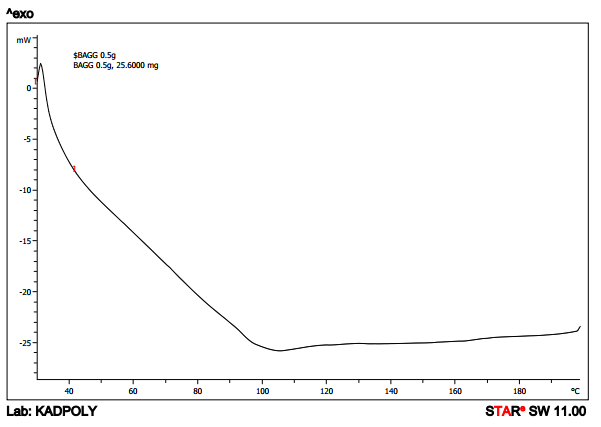 ^exo
mW
$BAGG 0.5g
BAGG 0.5g, 25.6000 mg
0
-5
-10
-15
-20
-25
40 60 80 100 120 140 160 180 °C
Lab: KADPOLY STAR® SW 11.00